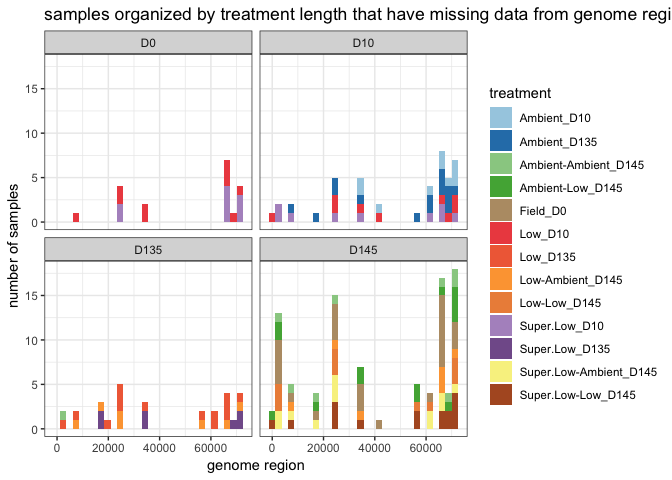 samples organized by treatment length that have missing data from genome regi
D0
D10
15
10
5
0
D135
D145
15
10
5
0
0
20000
40000
60000
0
20000
40000
60000
number of samples
genome region
treatment
Ambient_D10
Ambient_D135
Ambient-Ambient_D145
Ambient-Low_D145
Field_D0
Low_D10
Low_D135
Low-Ambient_D145
Low-Low_D145
Super.Low_D10
Super.Low_D135
Super.Low-Ambient_D145
Super.Low-Low_D145